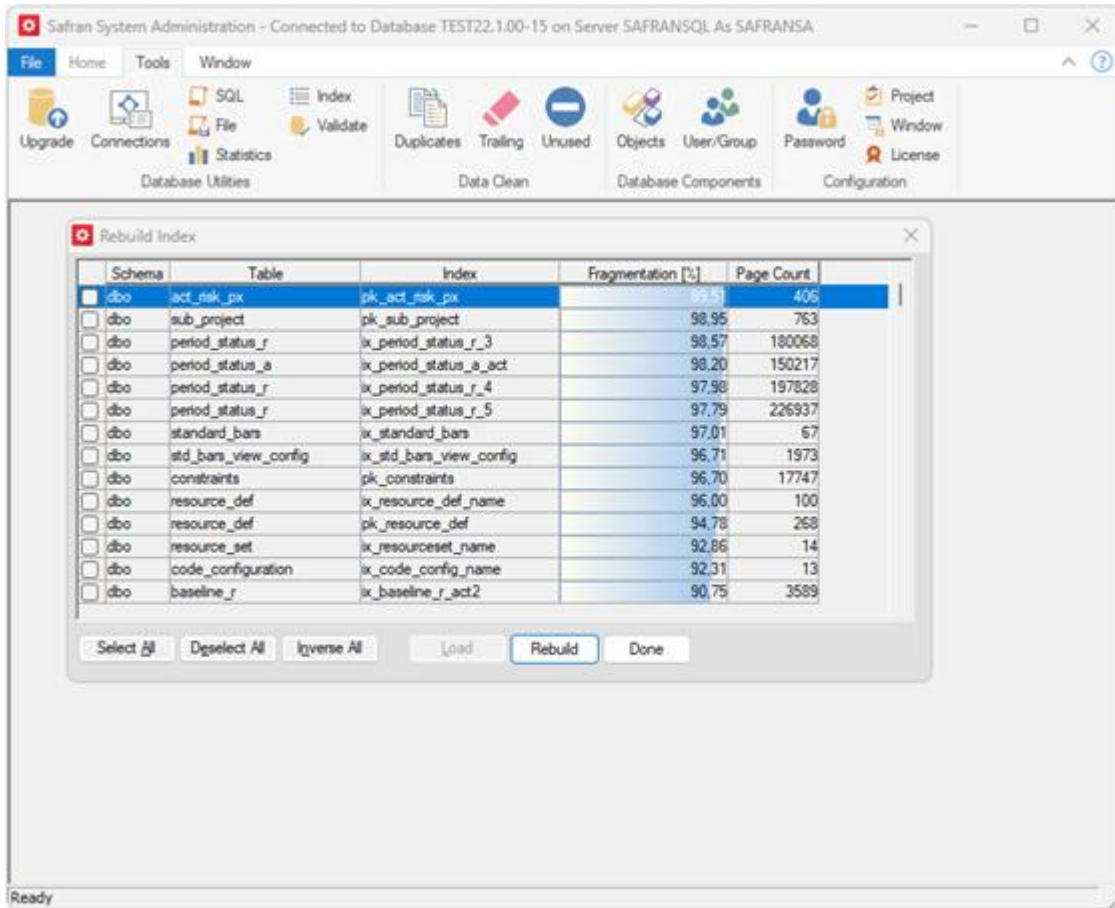 Safran System Administration - Connected to Database TEST22.1.00-15 on Server SAFRANSQL As SAFRANSA
File Home Tools Window
Upgrade Connections SQL File Statistics Index Validate Duplicates Trailing Unused Objects User/Group Password Project Window License
Database Utilities Data Clean Database Components Configuration
Rebuild Index
Schema Table Index Fragmentation [%] Page Count
dbo act_risk_px pk_act_risk_px 99,51 406
dbo sub_project pk_sub_project 98,95 763
dbo period_status_r ix_period_status_r_3 98,57 180068
dbo period_status_a ix_period_status_a_act 98,20 150217
dbo period_status_r ix_period_status_r_4 97,98 197828
dbo period_status_r ix_period_status_r_5 97,79 226937
dbo standard_bars ix_standard_bars 97,01 67
dbo std_bars_view_config ix_std_bars_view_config 96,71 1973
dbo constraints pk_constraints 96,70 17747
dbo resource_def ix_resource_def_name 96,00 100
dbo resource_def pk_resource_def 94,78 268
dbo resource_set ix_resourceset_name 92,86 14
dbo code_configuration ix_code_config_name 92,31 13
dbo baseline_r ix_baseline_r_act2 90,75 3589
Select All Deselect All Inverse All Load Rebuild Done
Ready